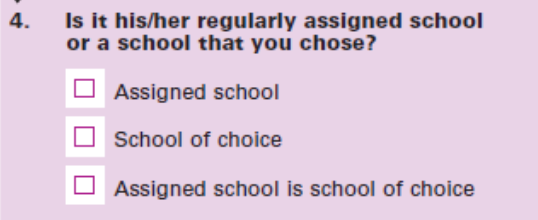 4. Is it his/her regularly assigned school
or a school that you chose?
Assigned school
School of choice
Assigned school is school of choice